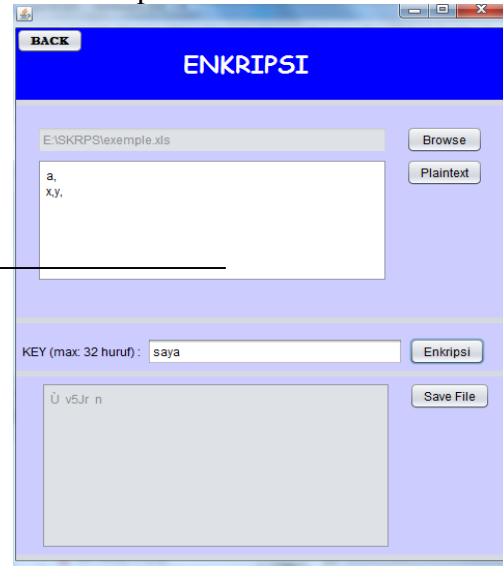 BACK
ENKRIPSI
E:\SKRPS\exemple.xls
Browse
a,
x,y,
Plaintext
KEY (max: 32 huruf) :
saya
Enkripsi
Ù v5Jr n
Save File